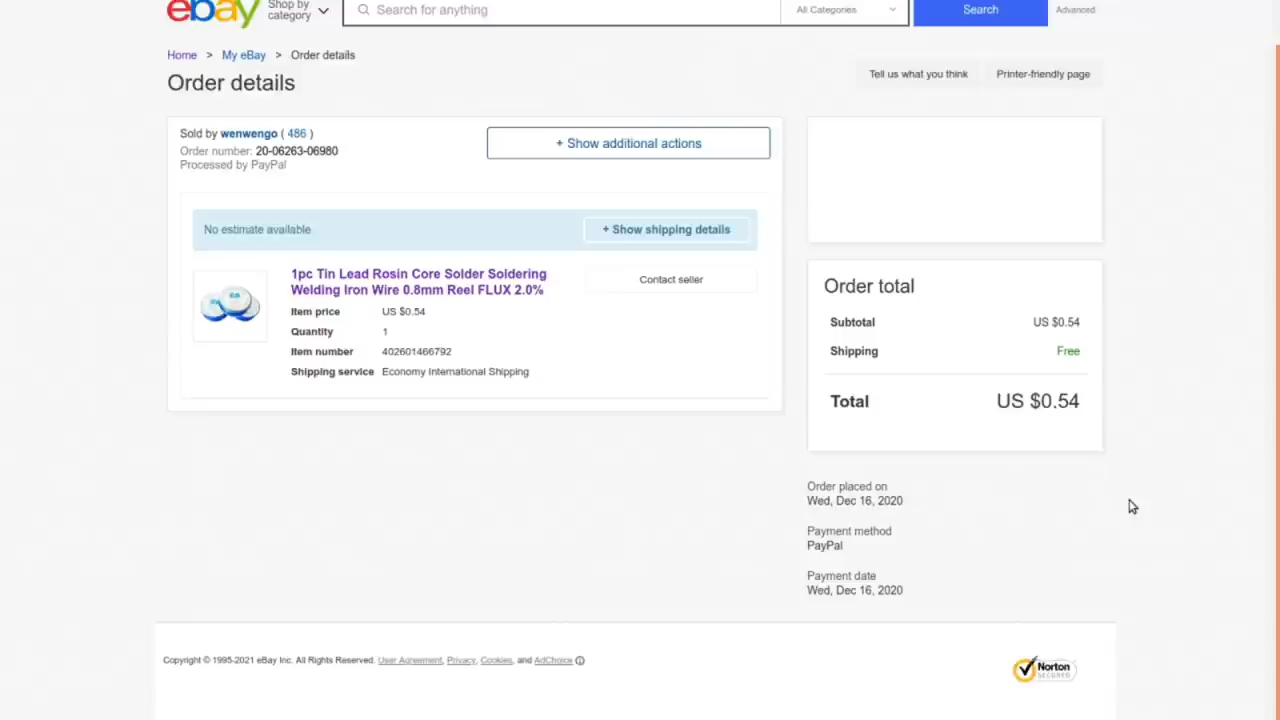 ebay
Shop by
category
Search for anything
All Categories
Search
Advanced
Home > My eBay > Order details
Order details
Tell us what you think
Printer-friendly page
Sold by wenwengo ( 486 )
Order number: 20-06263-06980
Processed by PayPal
+ Show additional actions
No estimate available
+ Show shipping details
1pc Tin Lead Rosin Core Solder Soldering
Welding Iron Wire 0.8mm Reel FLUX 2.0%
Contact seller
Item price US $0.54
Quantity 1
Item number 402601466792
Shipping service Economy International Shipping
Order total
Subtotal US $0.54
Shipping Free
Total US $0.54
Order placed on
Wed, Dec 16, 2020
Payment method
PayPal
Payment date
Wed, Dec 16, 2020
Copyright © 1995-2021 eBay Inc. All Rights Reserved. User Agreement, Privacy, Cookies, and AdChoice
Norton
SECURED